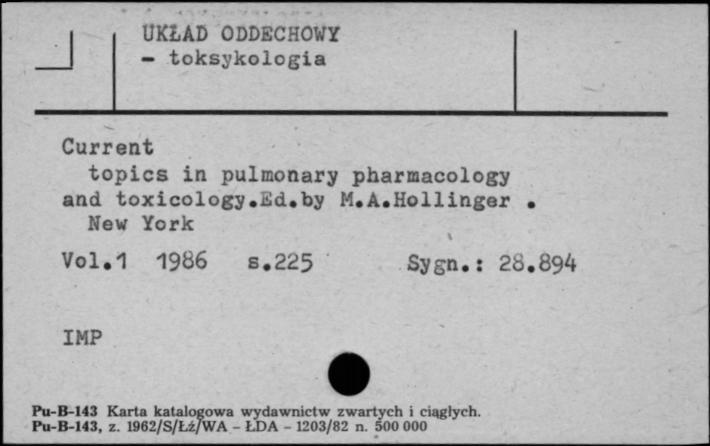 UKŁAD ODDECHOWY
- toksykologia
Current
topics in pulmonary pharmacology
and toxicology.Ed.by M.A.Hollinger .
New York
Vol.1 1986 s.225 Sygn.: 28.894
IMP
Pu-B-143 Karta katalogowa wydawnictw zwartych i ciągłych.
Pu-B-143, z. 1962/S/Łź/WA - ŁDA - 1203/82 n. 500 000